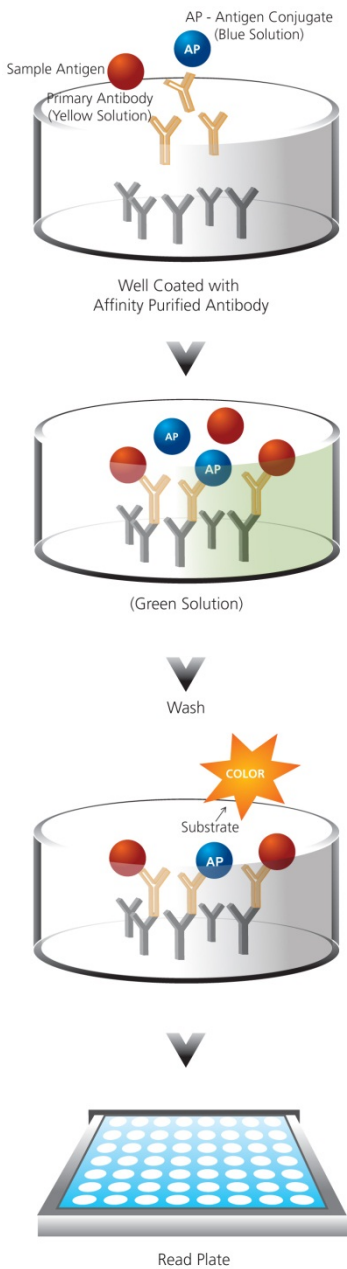 AP - Antigen Conjugate
(Blue Solution)
AP
Sample Antigen
Primary Antibody
(Yellow Solution)
Well Coated with
Affinity Purified Antibody
AP
AP
(Green Solution)
Wash
COLOR
Substrate
AP
Read Plate